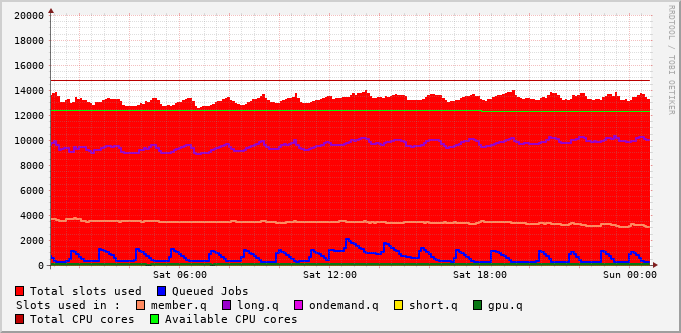 RRDTOOL / TOBI OETIKER
20000
18000
16000
14000
12000
10000
8000
6000
4000
2000
0
Sat 06:00 Sat 12:00 Sat 18:00 Sun 00:00
Total slots used Queued Jobs
Slots used in : member.q long.q ondemand.q short.q gpu.q
Total CPU cores Available CPU cores